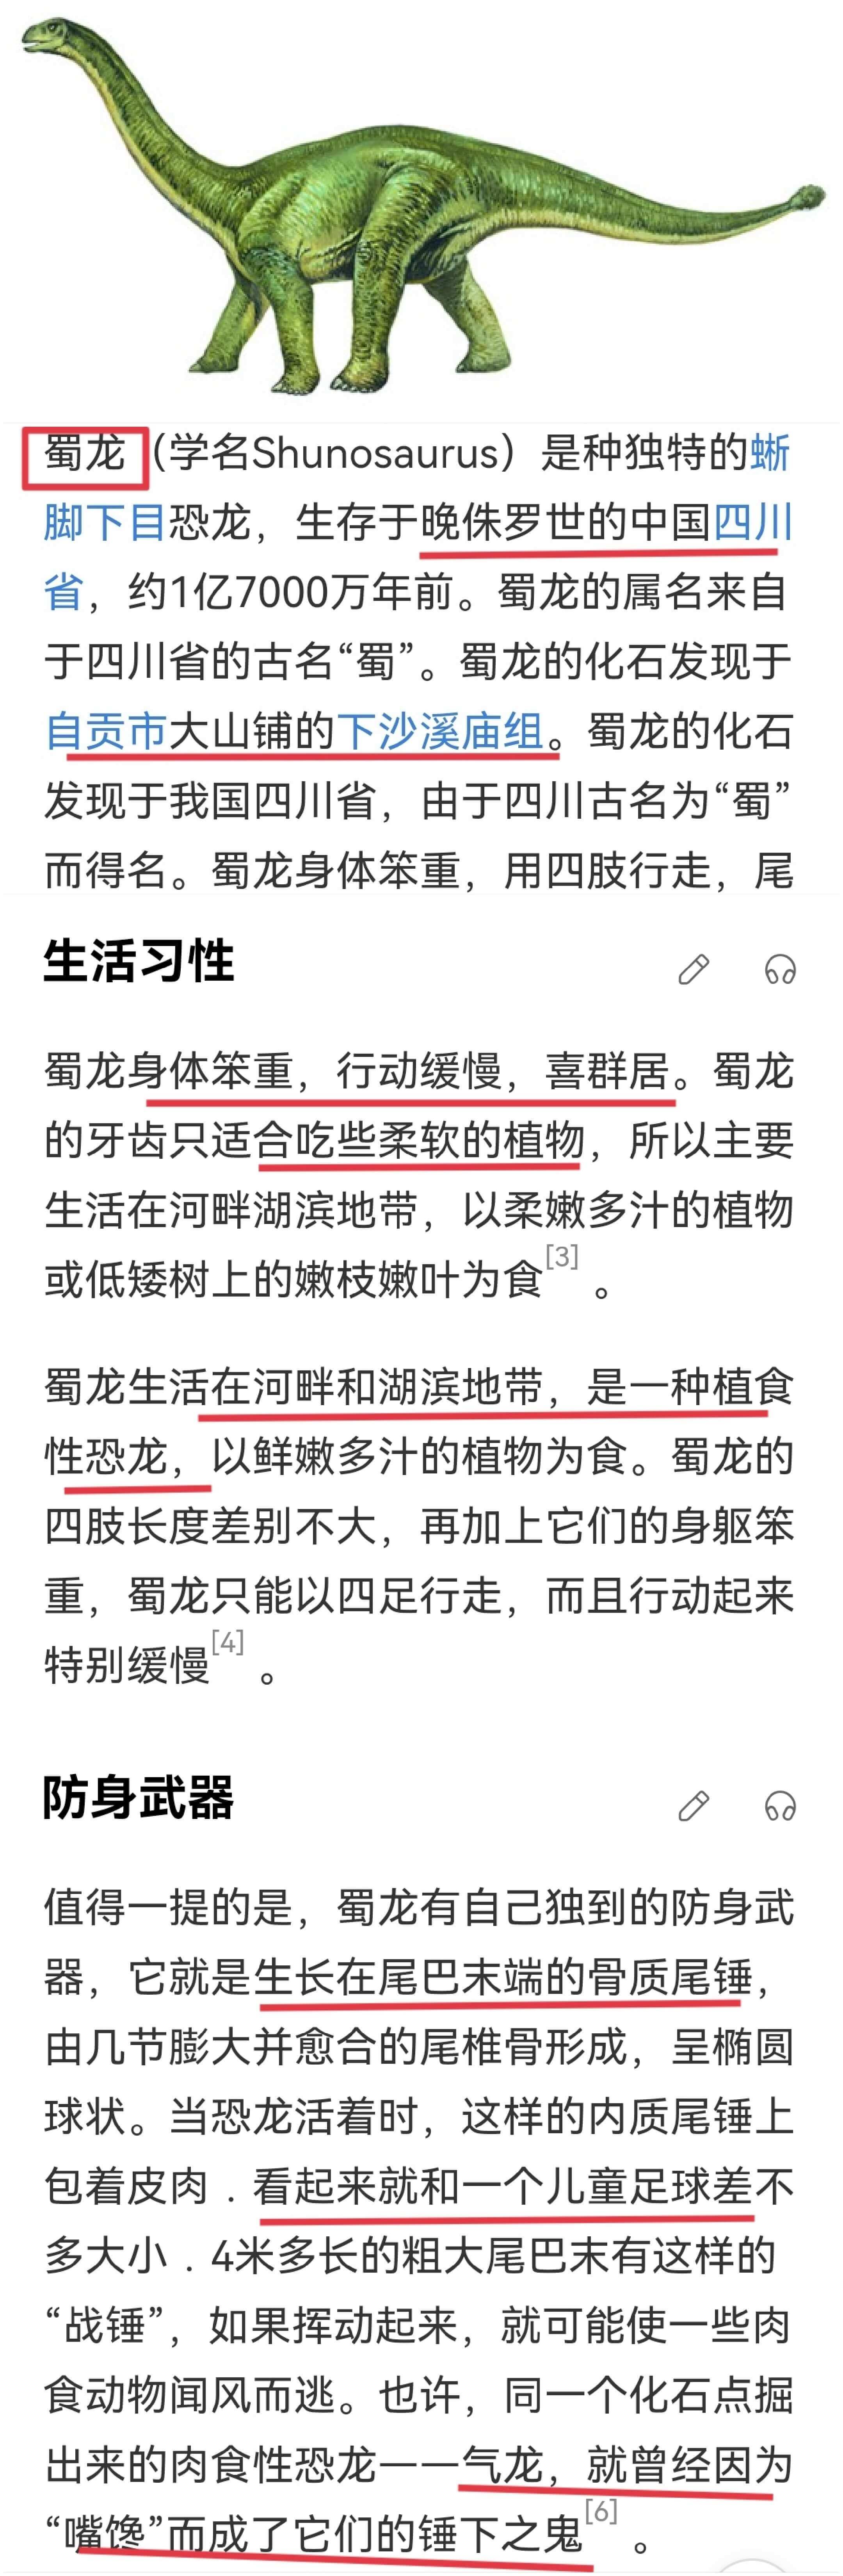 蜀龙（学名Shunosaurus）是种独特的蜥
脚下目恐龙，生存于晚侏罗世的中国四川
省，约1亿7000万年前。蜀龙的属名来自
于四川省的古名“蜀”。蜀龙的化石发现于
自贡市大山铺的下沙溪庙组。蜀龙的化石
发现于我国四川省，由于四川古名为“蜀”
而得名。蜀龙身体笨重，用四肢行走，尾
生活习性
蜀龙身体笨重，行动缓慢，喜群居。蜀龙
的牙齿只适合吃些柔软的植物，所以主要
生活在河畔湖滨地带，以柔嫩多汁的植物
或低矮树上的嫩枝嫩叶为食[3] 。
蜀龙生活在河畔和湖滨地带，是一种植食
性恐龙，以鲜嫩多汁的植物为食。蜀龙的
四肢长度差别不大，再加上它们的身躯笨
重，蜀龙只能以四足行走，而且行动起来
特别缓慢[4] 。
防身武器
值得一提的是，蜀龙有自己独到的防身武
器，它就是生长在尾巴末端的骨质尾锤，
由几节膨大并愈合的尾椎骨形成，呈椭圆
球状。当恐龙活着时，这样的内质尾锤上
包着皮肉．看起来就和一个儿童足球差不
多大小．4米多长的粗大尾巴末有这样的
“战锤”，如果挥动起来，就可能使一些肉
食动物闻风而逃。也许，同一个化石点掘
出来的肉食性恐龙——气龙，就曾经因为
“嘴馋”而成了它们的锤下之鬼[6] 。